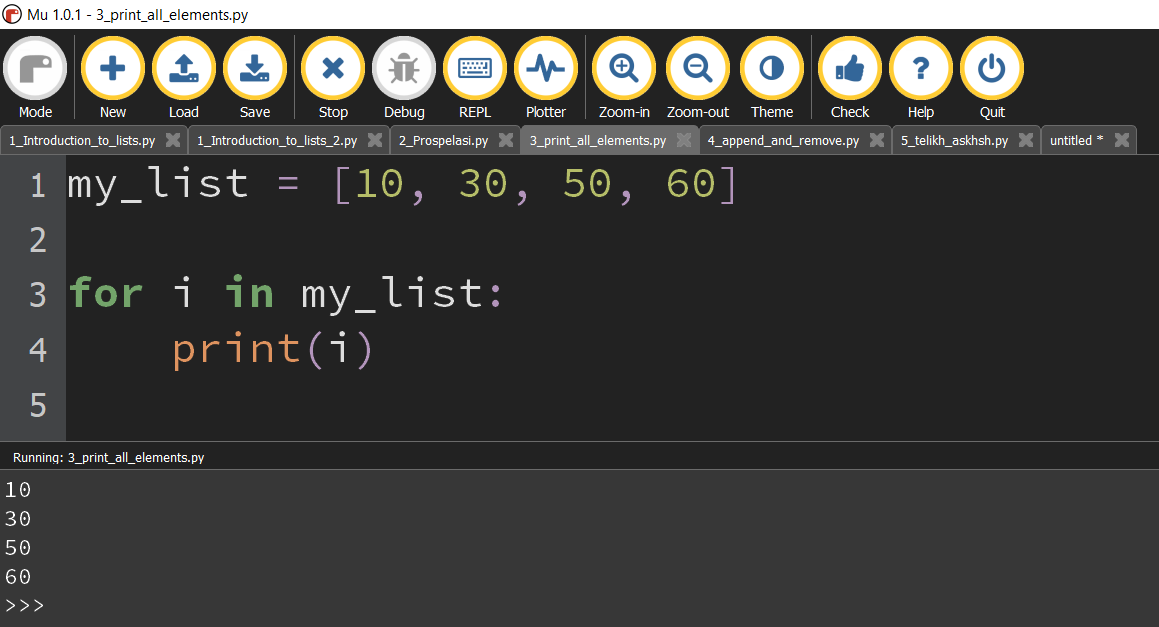 Mu 1.0.1 - 3_print_all_elements.py
Mode New Load Save Stop Debug REPL Plotter Zoom-in Zoom-out Theme Check Help Quit
1_Introduction_to_lists.py 1_Introduction_to_lists_2.py 2_Prospelasi.py 3_print_all_elements.py 4_append_and_remove.py 5_telikh_askhsh.py untitled *
1 my_list = [10, 30, 50, 60]
2
3 for i in my_list:
4     print(i)
5
Running: 3_print_all_elements.py
10
30
50
60
>>>